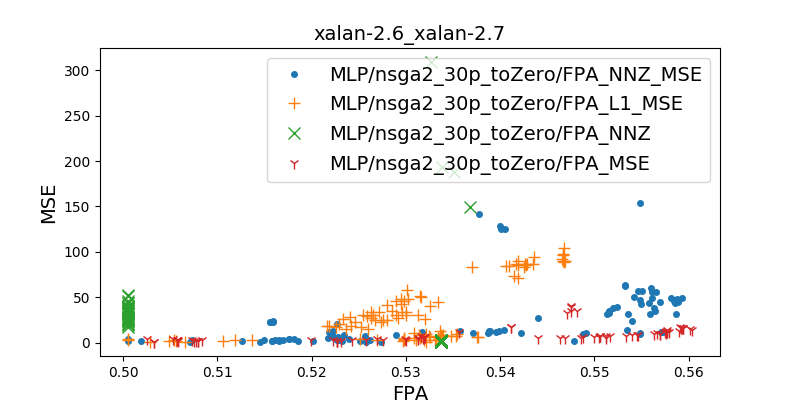 xalan-2.6_xalan-2.7
300
250
200
150
100
50
0
MSE
MLP/nsga2_30p_toZero/FPA_NNZ_MSE
MLP/nsga2_30p_toZero/FPA_L1_MSE
MLP/nsga2_30p_toZero/FPA_NNZ
MLP/nsga2_30p_toZero/FPA_MSE
0.50 0.51 0.52 0.53 0.54 0.55 0.56
FPA